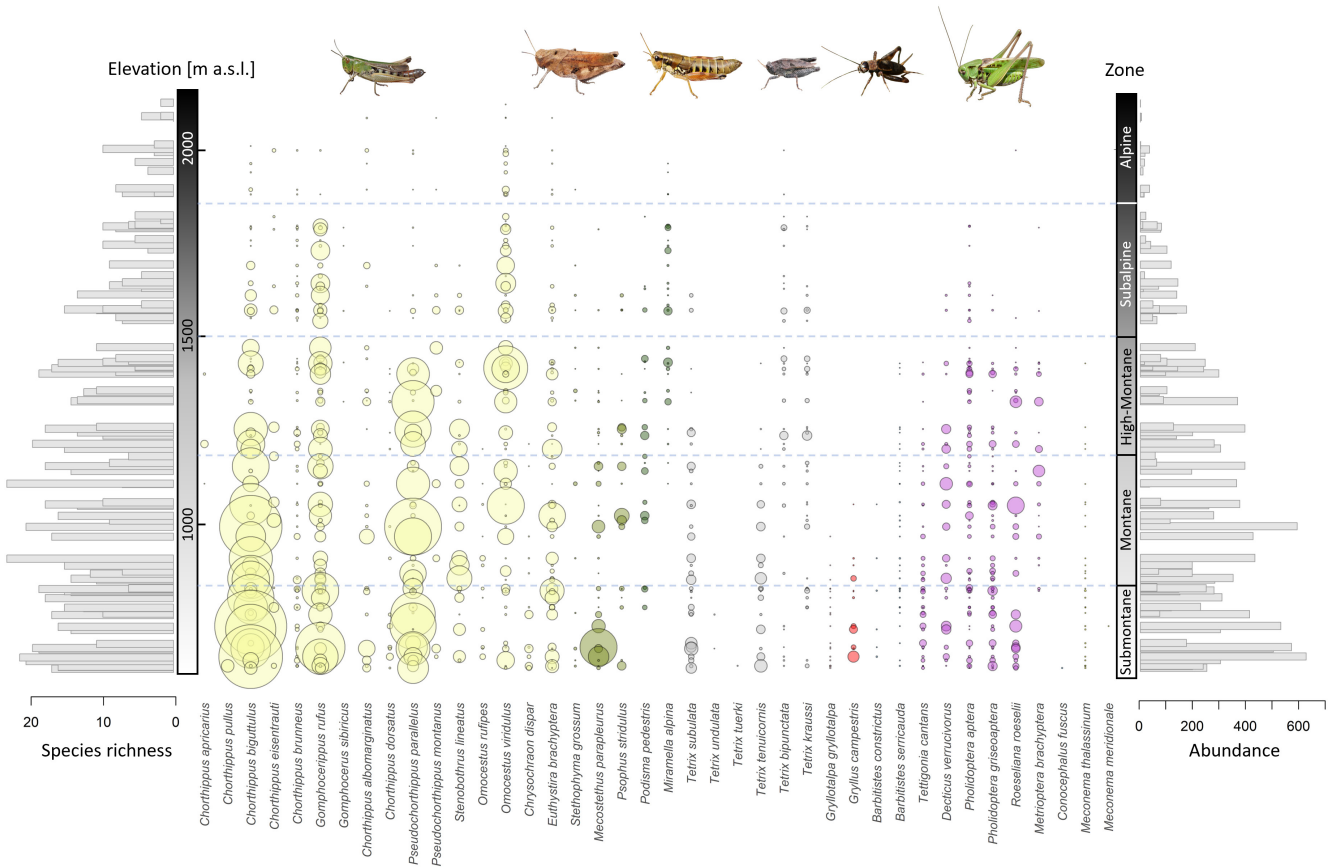 Elevation [m a.s.l.]
Zone
2000
1500
1000
Alpine
Subalpine
High-Montane
Montane
Submontane
20
10
0
Species richness
0
200
400
600
Abundance
Chorthippus apricarius
Chorthippus pullus
Chorthippus biguttulus
Chorthippus eisentrauti
Chorthippus brunneus
Gomphocerippus rufus
Gomphocerus sibiricus
Chorthippus albomarginatus
Chorthippus dorsatus
Pseudochorthippus parallelus
Pseudochorthippus montanus
Stenobothrus lineatus
Omocestus rufipes
Omocestus viridulus
Chrysochraon dispar
Euthystira brachyptera
Stethophyma grossum
Mecostethus parapleurus
Psophus stridulus
Podisma pedestris
Miramella alpina
Tetrix subulata
Tetrix undulata
Tetrix tuerki
Tetrix tenuicornis
Tetrix bipunctata
Tetrix kraussi
Gryllotalpa gryllotalpa
Gryllus campestris
Barbitistes constrictus
Barbitistes serricauda
Tettigonia cantans
Decticus verrucivorus
Pholidoptera aptera
Pholidoptera griseoaptera
Roeseliana roeselii
Metrioptera brachyptera
Conocephalus fuscus
Meconema thalassinum
Meconema meridionale